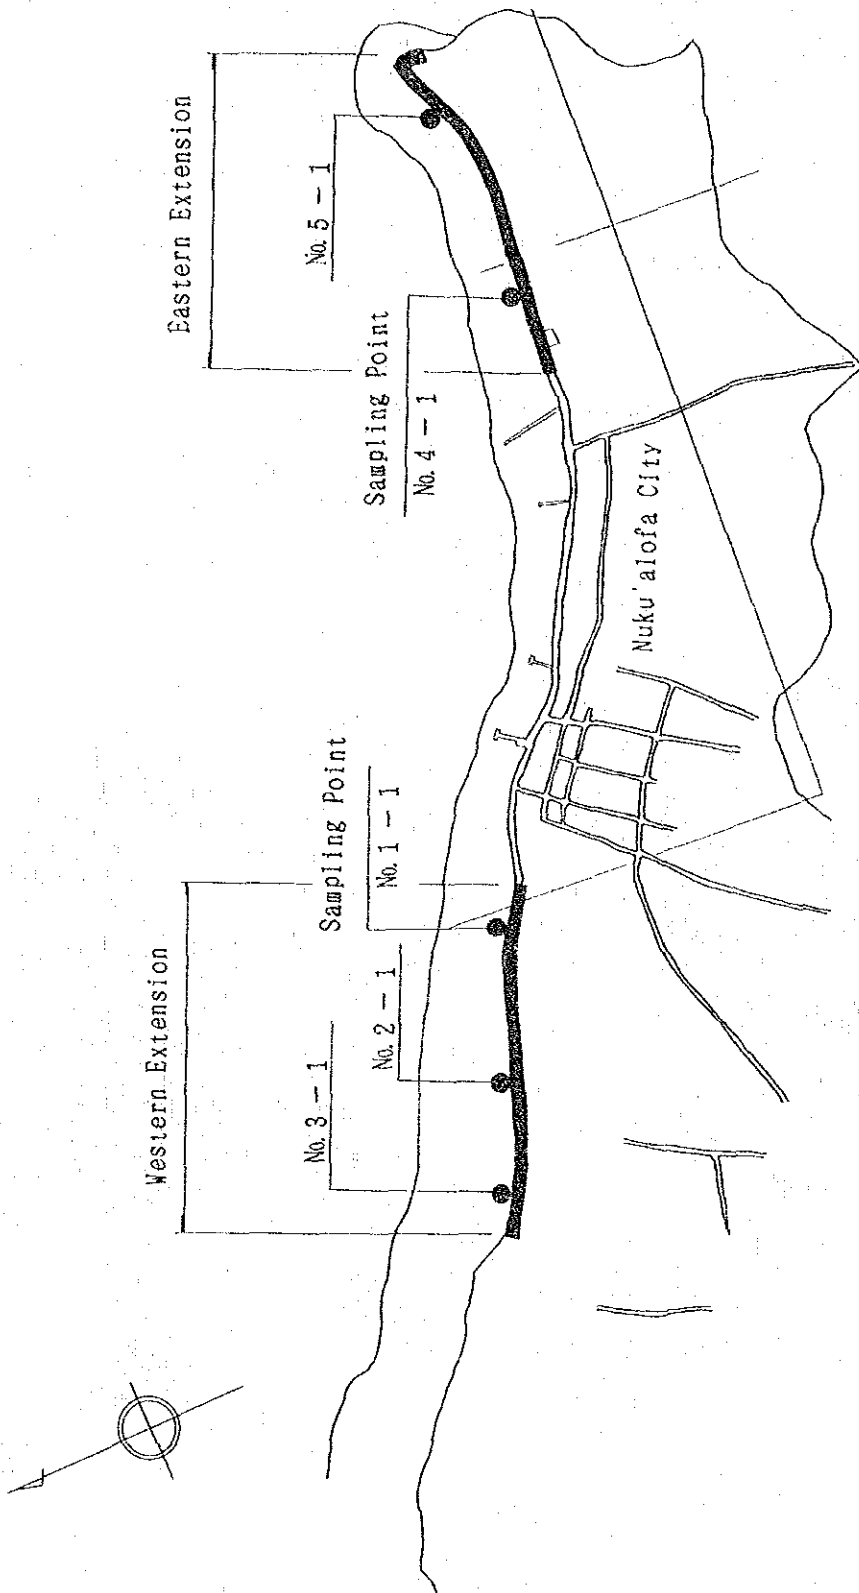 Western Extension
Eastern Extension
No. 3 - 1
No. 2 - 1
Sampling Point
No. 1 - 1
Sampling Point
No. 4 - 1
No. 5 - 1
Nuku'alofa City